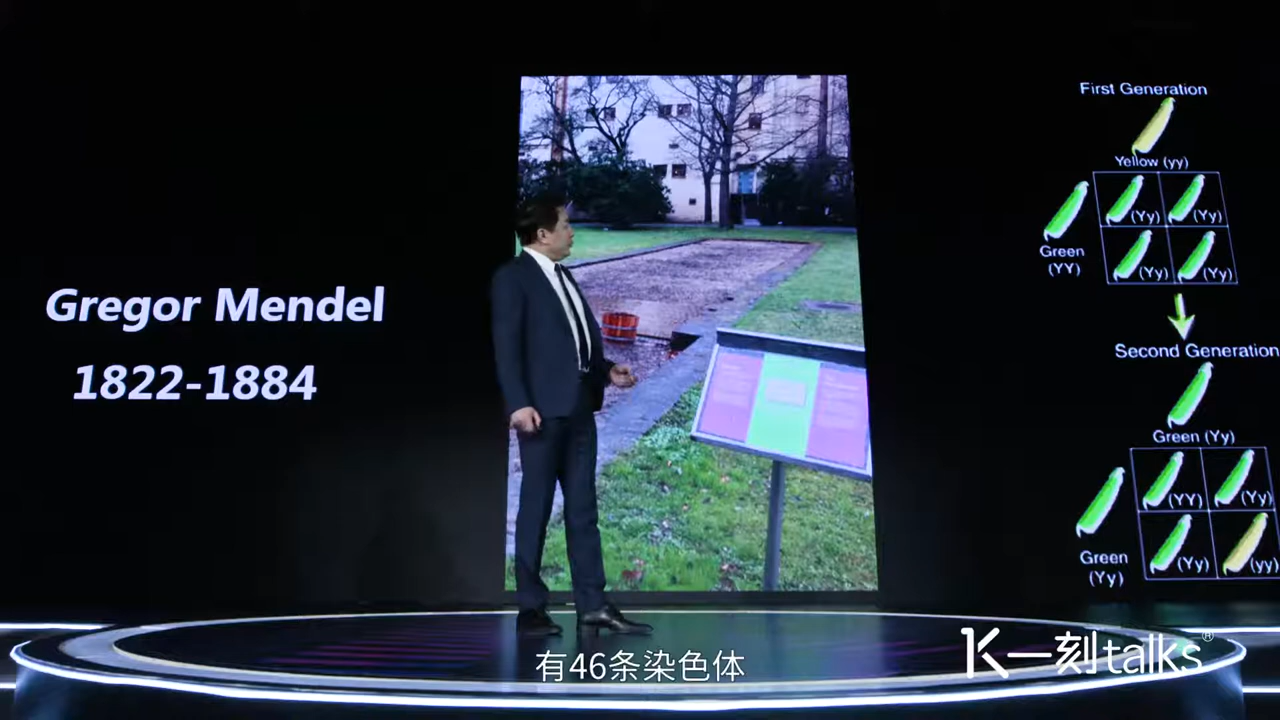 Gregor Mendel
1822-1884
First Generation
Yellow (yy)
Green
(YY)
(Yy)
(Yy)
(Yy)
(Yy)
Second Generation
Green (Yy)
Green
(Yy)
(YY)
(Yy)
(Yy)
(yy)
有46条染色体
一刻talks®